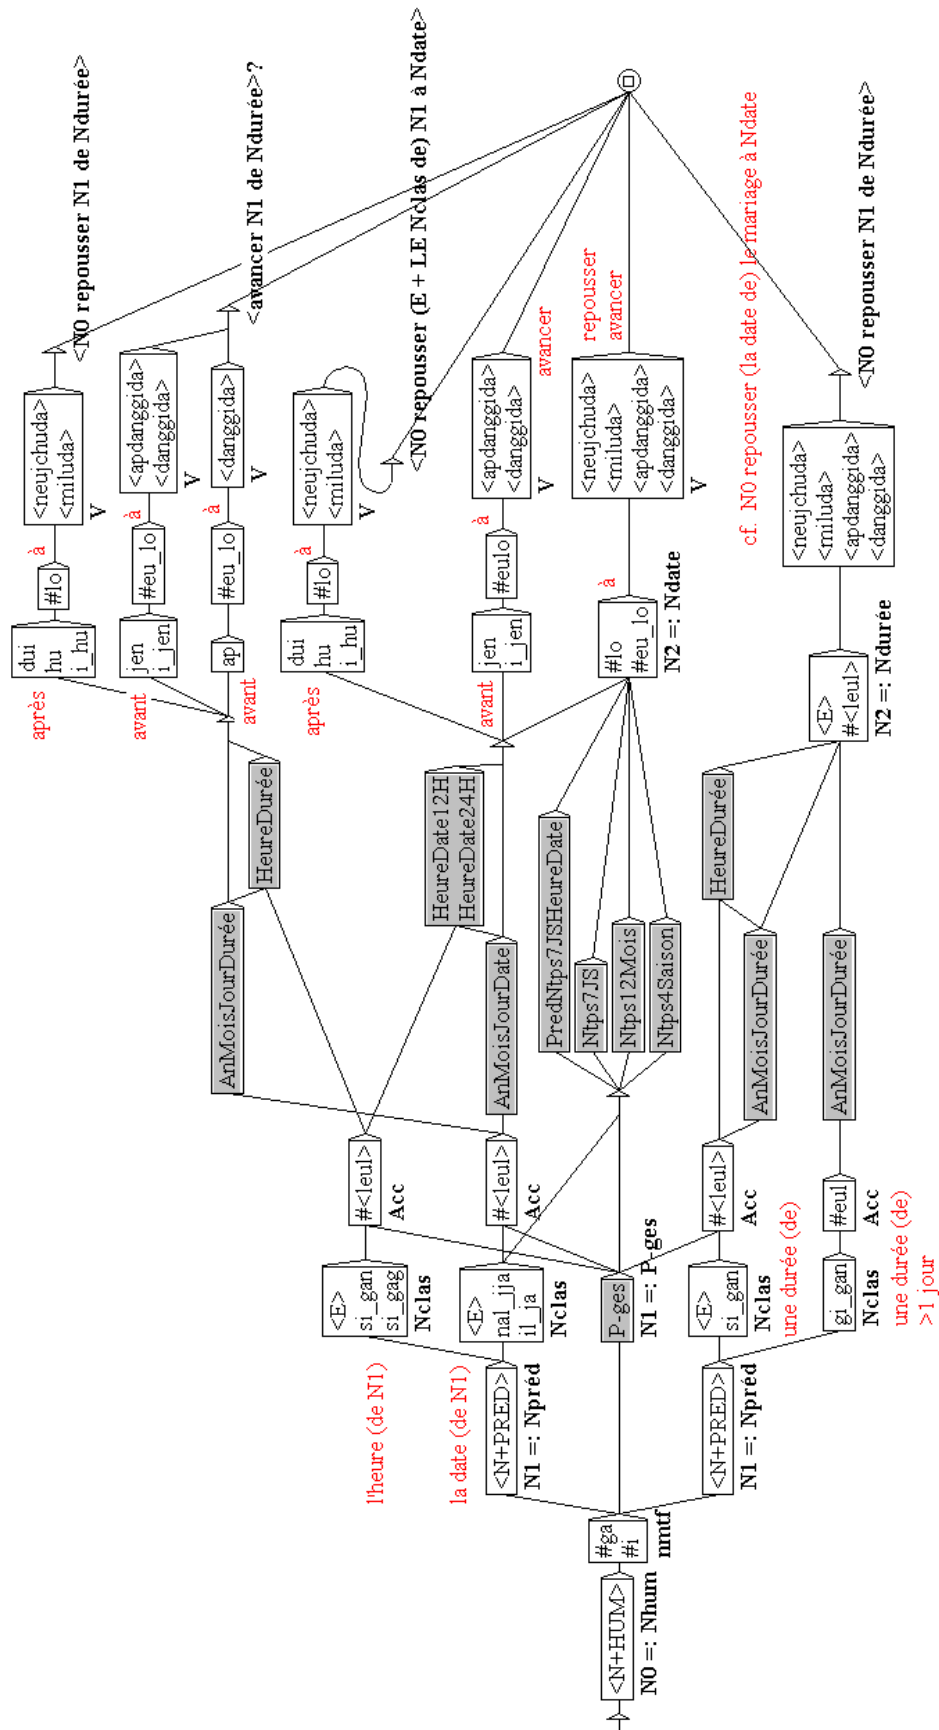 <N+HUM>
N0 =: Nhum
#ga
#i
nmtf
l'heure (de N1)
<E>
si_gan
si_gag
Nclas
#<leul>
Acc
la date (de N1)
<N+PRED>
N1 =: Npréd
<E>
nal_jja
il_ja
Nclas
#<leul>
Acc
P-ges
N1 =: P-ges
<N+PRED>
N1 =: Npréd
<E>
si_gan
Nclas
une durée (de)
#<leul>
Acc
gi_gan
Nclas
une durée (de)
>1 jour
#eul
Acc
AnMoisJourDurée
HeureDurée
HeureDate12H
HeureDate24H
AnMoisJourDate
PredNtps7JSHeureDate
Ntps7JS
Ntps12Mois
Ntps4Saison
HeureDurée
AnMoisJourDurée
AnMoisJourDurée
après
dui
hu
i_hu
#lo
à
<neujchuda>
<miluda>
V
<N0 repousser N1 de Ndurée>
avant
jen
i_jen
#eu_lo
à
<apdanggida>
<danggida>
V
avant
ap
#eu_lo
à
<danggida>
V
<avancer N1 de Ndurée>?
après
dui
hu
i_hu
#lo
à
<neujchuda>
<miluda>
V
<N0 repousser (E + LE Nclas de) N1 à Ndate>
avant
jen
i_jen
#eulo
à
<apdanggida>
<danggida>
V
avancer
#lo
#eu_lo
N2 =: Ndate
à
<neujchuda>
<miluda>
<apdanggida>
<danggida>
V
repousser
avancer
cf. N0 repousser (la date de) le mariage à Ndate
<E>
#<leul>
N2 =: Ndurée
<neujchuda>
<miluda>
<apdanggida>
<danggida>
<N0 repousser N1 de Ndurée>